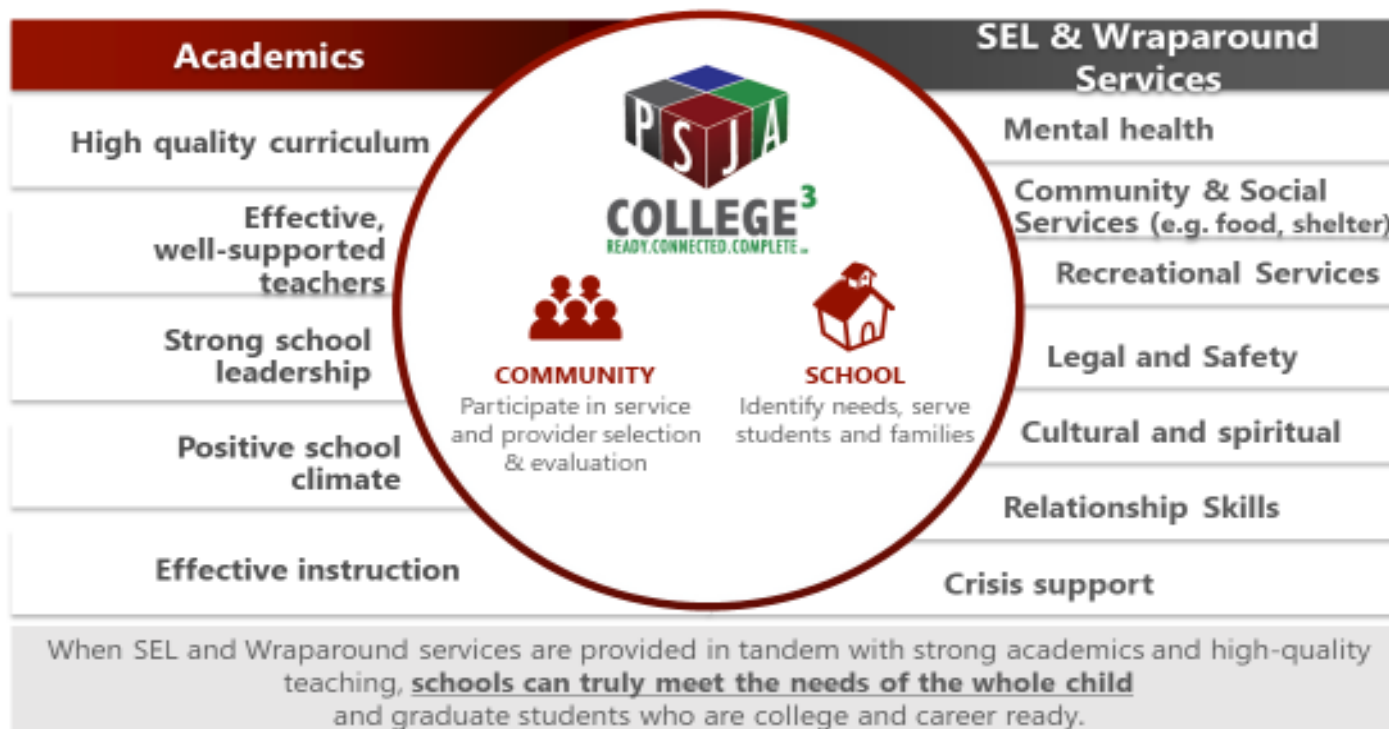 Academics
High quality curriculum
Effective,
well-supported
teachers
Strong school
leadership
Positive school
climate
Effective instruction
PSJA
COLLEGE³
READY.CONNECTED.COMPLETE
COMMUNITY
Participate in service
and provider selection
& evaluation
SCHOOL
Identify needs, serve
students and families
SEL & Wraparound
Services
Mental health
Community & Social
Services (e.g. food, shelter)
Recreational Services
Legal and Safety
Cultural and spiritual
Relationship Skills
Crisis support
When SEL and Wraparound services are provided in tandem with strong academics and high-quality
teaching, schools can truly meet the needs of the whole child
and graduate students who are college and career ready.